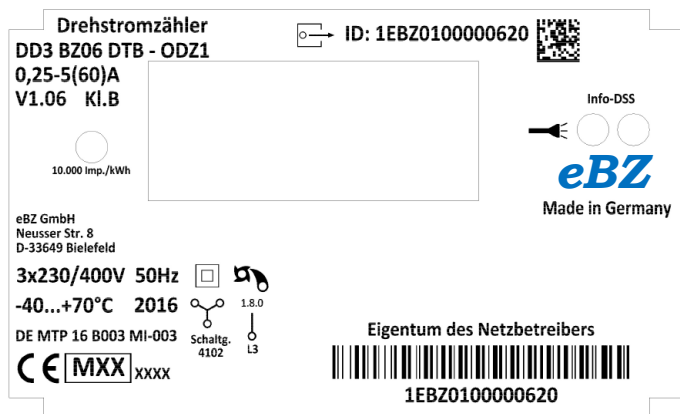 Drehstromzähler
DD3 BZ06 DTB - ODZ1
0,25-5(60)A
V1.06 Kl.B
ID: 1EBZ0100000620
Info-DSS
10.000 Imp./kWh
eBZ
Made in Germany
eBZ GmbH
Neusser Str. 8
D-33649 Bielefeld
3x230/400V 50Hz
-40...+70°C 2016
1.8.0
DE MTP 16 B003 MI-003
Schaltg.
4102
L3
CE MXX XXXX
Eigentum des Netzbetreibers
1EBZ0100000620